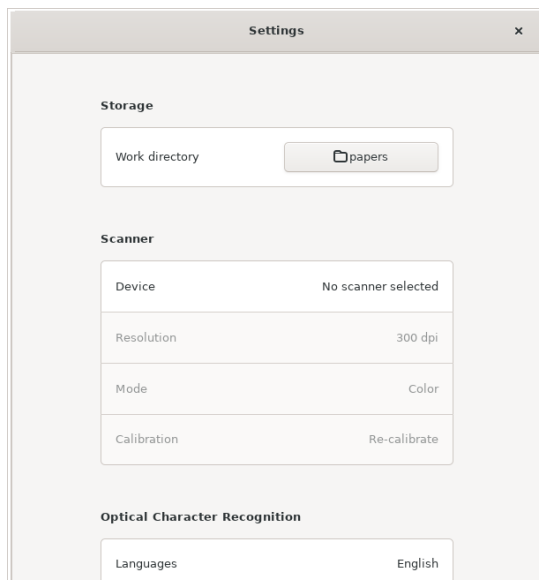 Settings
Storage
Work directory papers
Scanner
Device No scanner selected
Resolution 300 dpi
Mode Color
Calibration Re-calibrate
Optical Character Recognition
Languages English